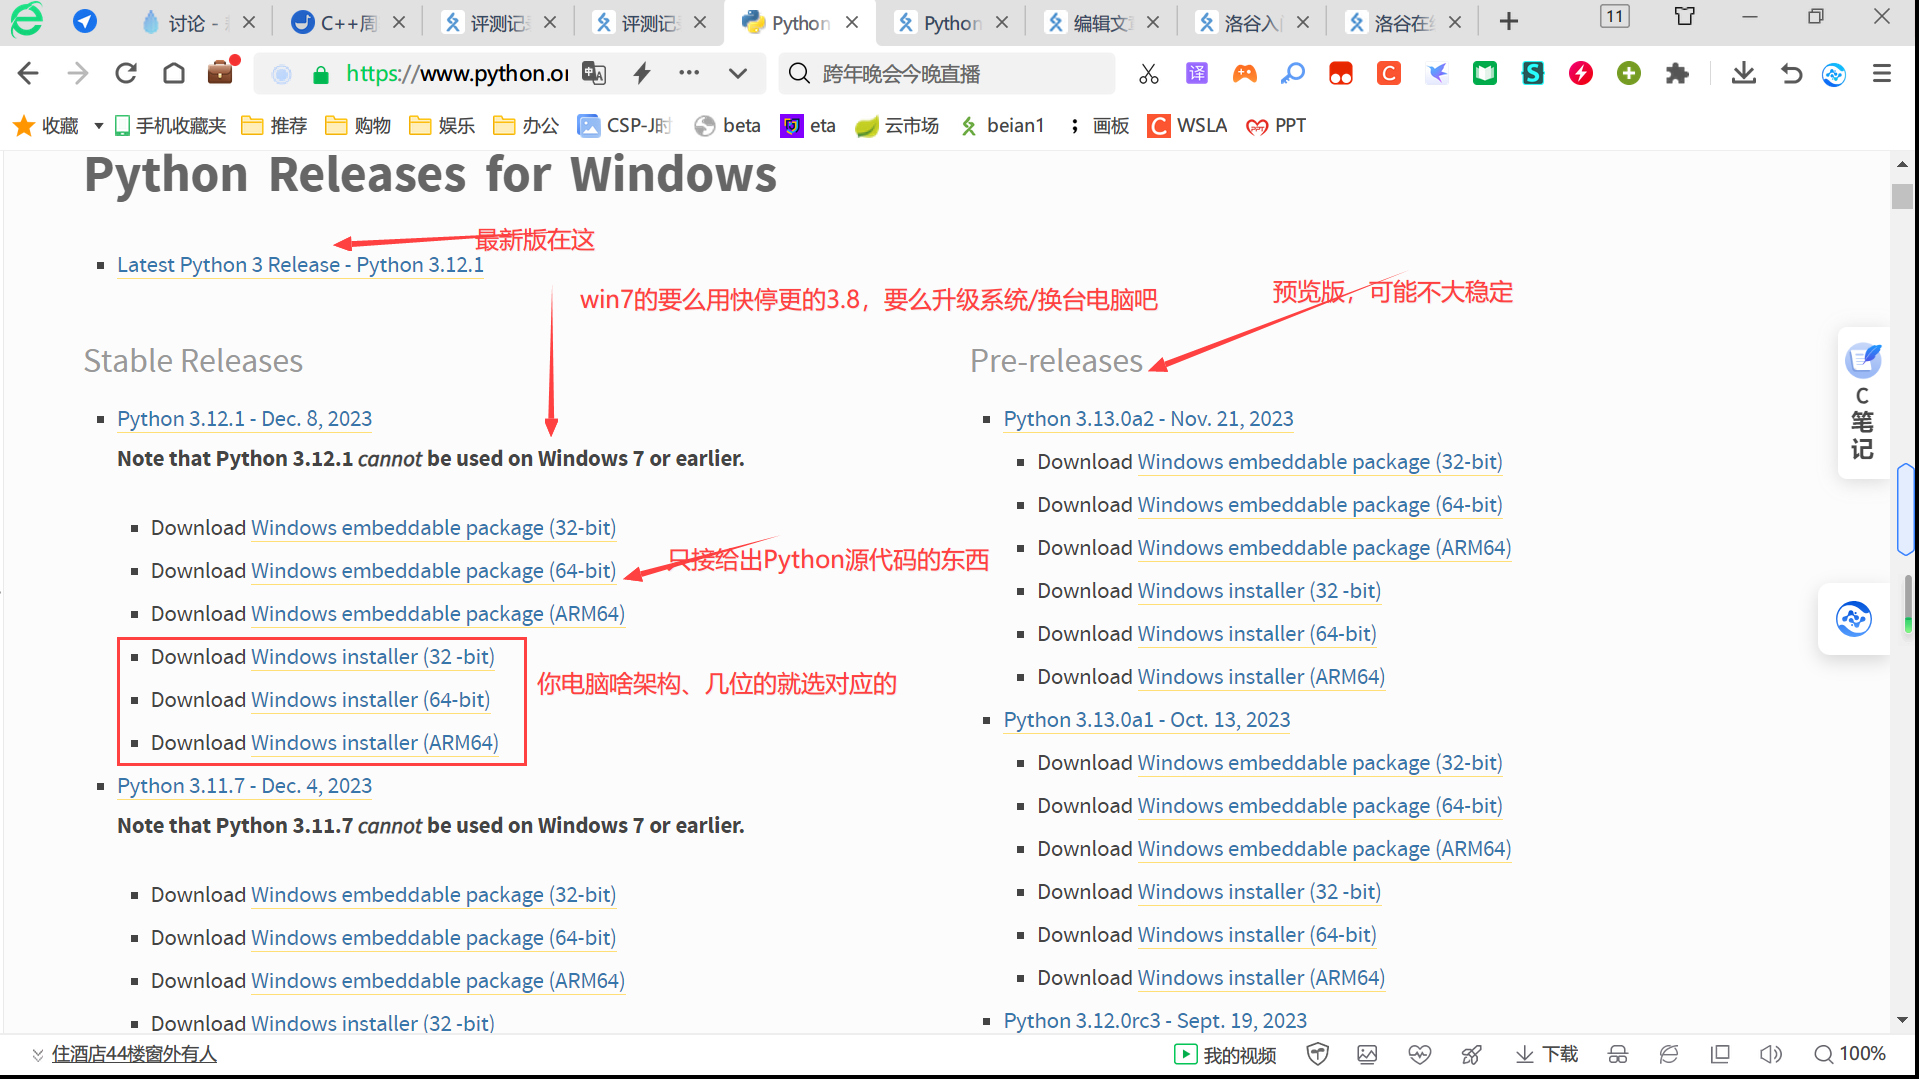 讨论 -
C++周
评测记
评测记
Python
Python
编辑文
洛谷入
洛谷在
11
https://www.python.or
跨年晚会今晚直播
译
收藏
手机收藏夹
推荐
购物
娱乐
办公
CSP-J时
beta
eta
云市场
beian1
画板
WSLA
PPT
Python Releases for Windows
最新版在这
Latest Python 3 Release - Python 3.12.1
win7的要么用快停更的3.8，要么升级系统/换台电脑吧
预览版，可能不大稳定
Stable Releases
Python 3.12.1 - Dec. 8, 2023
Note that Python 3.12.1 cannot be used on Windows 7 or earlier.
Download Windows embeddable package (32-bit)
Download Windows embeddable package (64-bit)
只接给出Python源代码的东西
Download Windows embeddable package (ARM64)
Download Windows installer (32 -bit)
Download Windows installer (64-bit)
Download Windows installer (ARM64)
你电脑啥架构、几位的就选对应的
Python 3.11.7 - Dec. 4, 2023
Note that Python 3.11.7 cannot be used on Windows 7 or earlier.
Download Windows embeddable package (32-bit)
Download Windows embeddable package (64-bit)
Download Windows embeddable package (ARM64)
Download Windows installer (32 -bit)
Pre-releases
Python 3.13.0a2 - Nov. 21, 2023
Download Windows embeddable package (32-bit)
Download Windows embeddable package (64-bit)
Download Windows embeddable package (ARM64)
Download Windows installer (32 -bit)
Download Windows installer (64-bit)
Download Windows installer (ARM64)
Python 3.13.0a1 - Oct. 13, 2023
Download Windows embeddable package (32-bit)
Download Windows embeddable package (64-bit)
Download Windows embeddable package (ARM64)
Download Windows installer (32 -bit)
Download Windows installer (64-bit)
Download Windows installer (ARM64)
Python 3.12.0rc3 - Sept. 19, 2023
C
笔
记
住酒店44楼窗外有人
我的视频
下载
100%